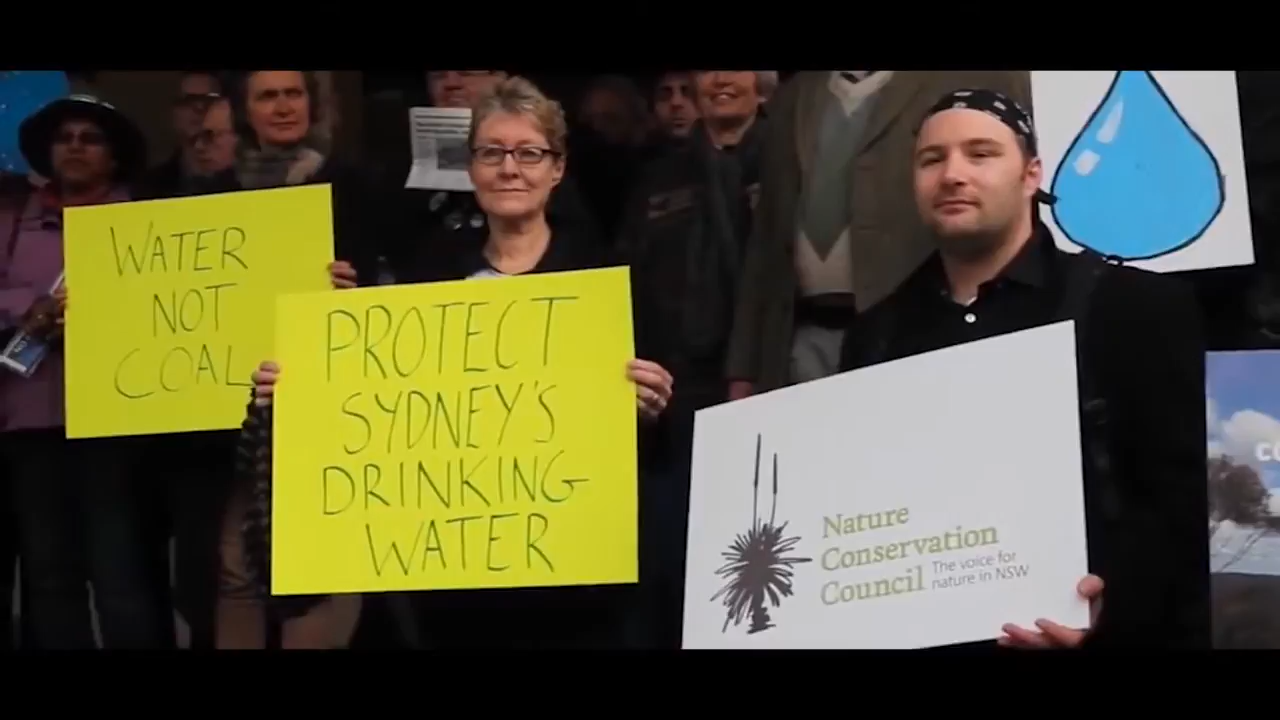 WATER
NOT
COAL
PROTECT
SYDNEY'S
DRINKING
WATER
Nature
Conservation
Council
The voice for
nature in NSW